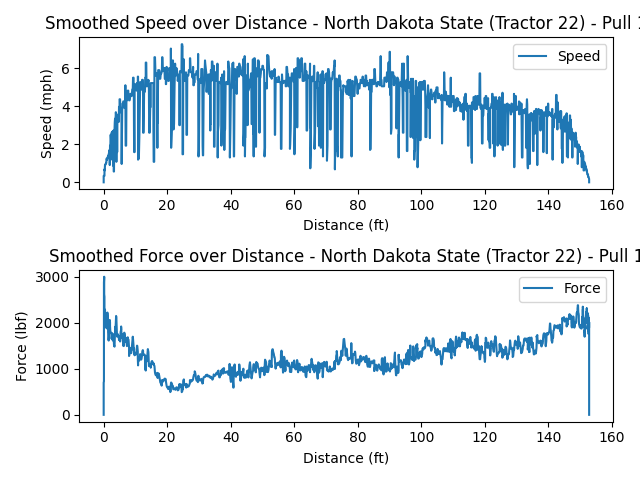 Smoothed Speed over Distance - North Dakota State (Tractor 22) - Pull 1
Speed (mph)
6
4
2
0
Speed
0 20 40 60 80 100 120 140 160
Distance (ft)
Smoothed Force over Distance - North Dakota State (Tractor 22) - Pull 1
Force (lbf)
3000
2000
1000
0
Force
0 20 40 60 80 100 120 140 160
Distance (ft)